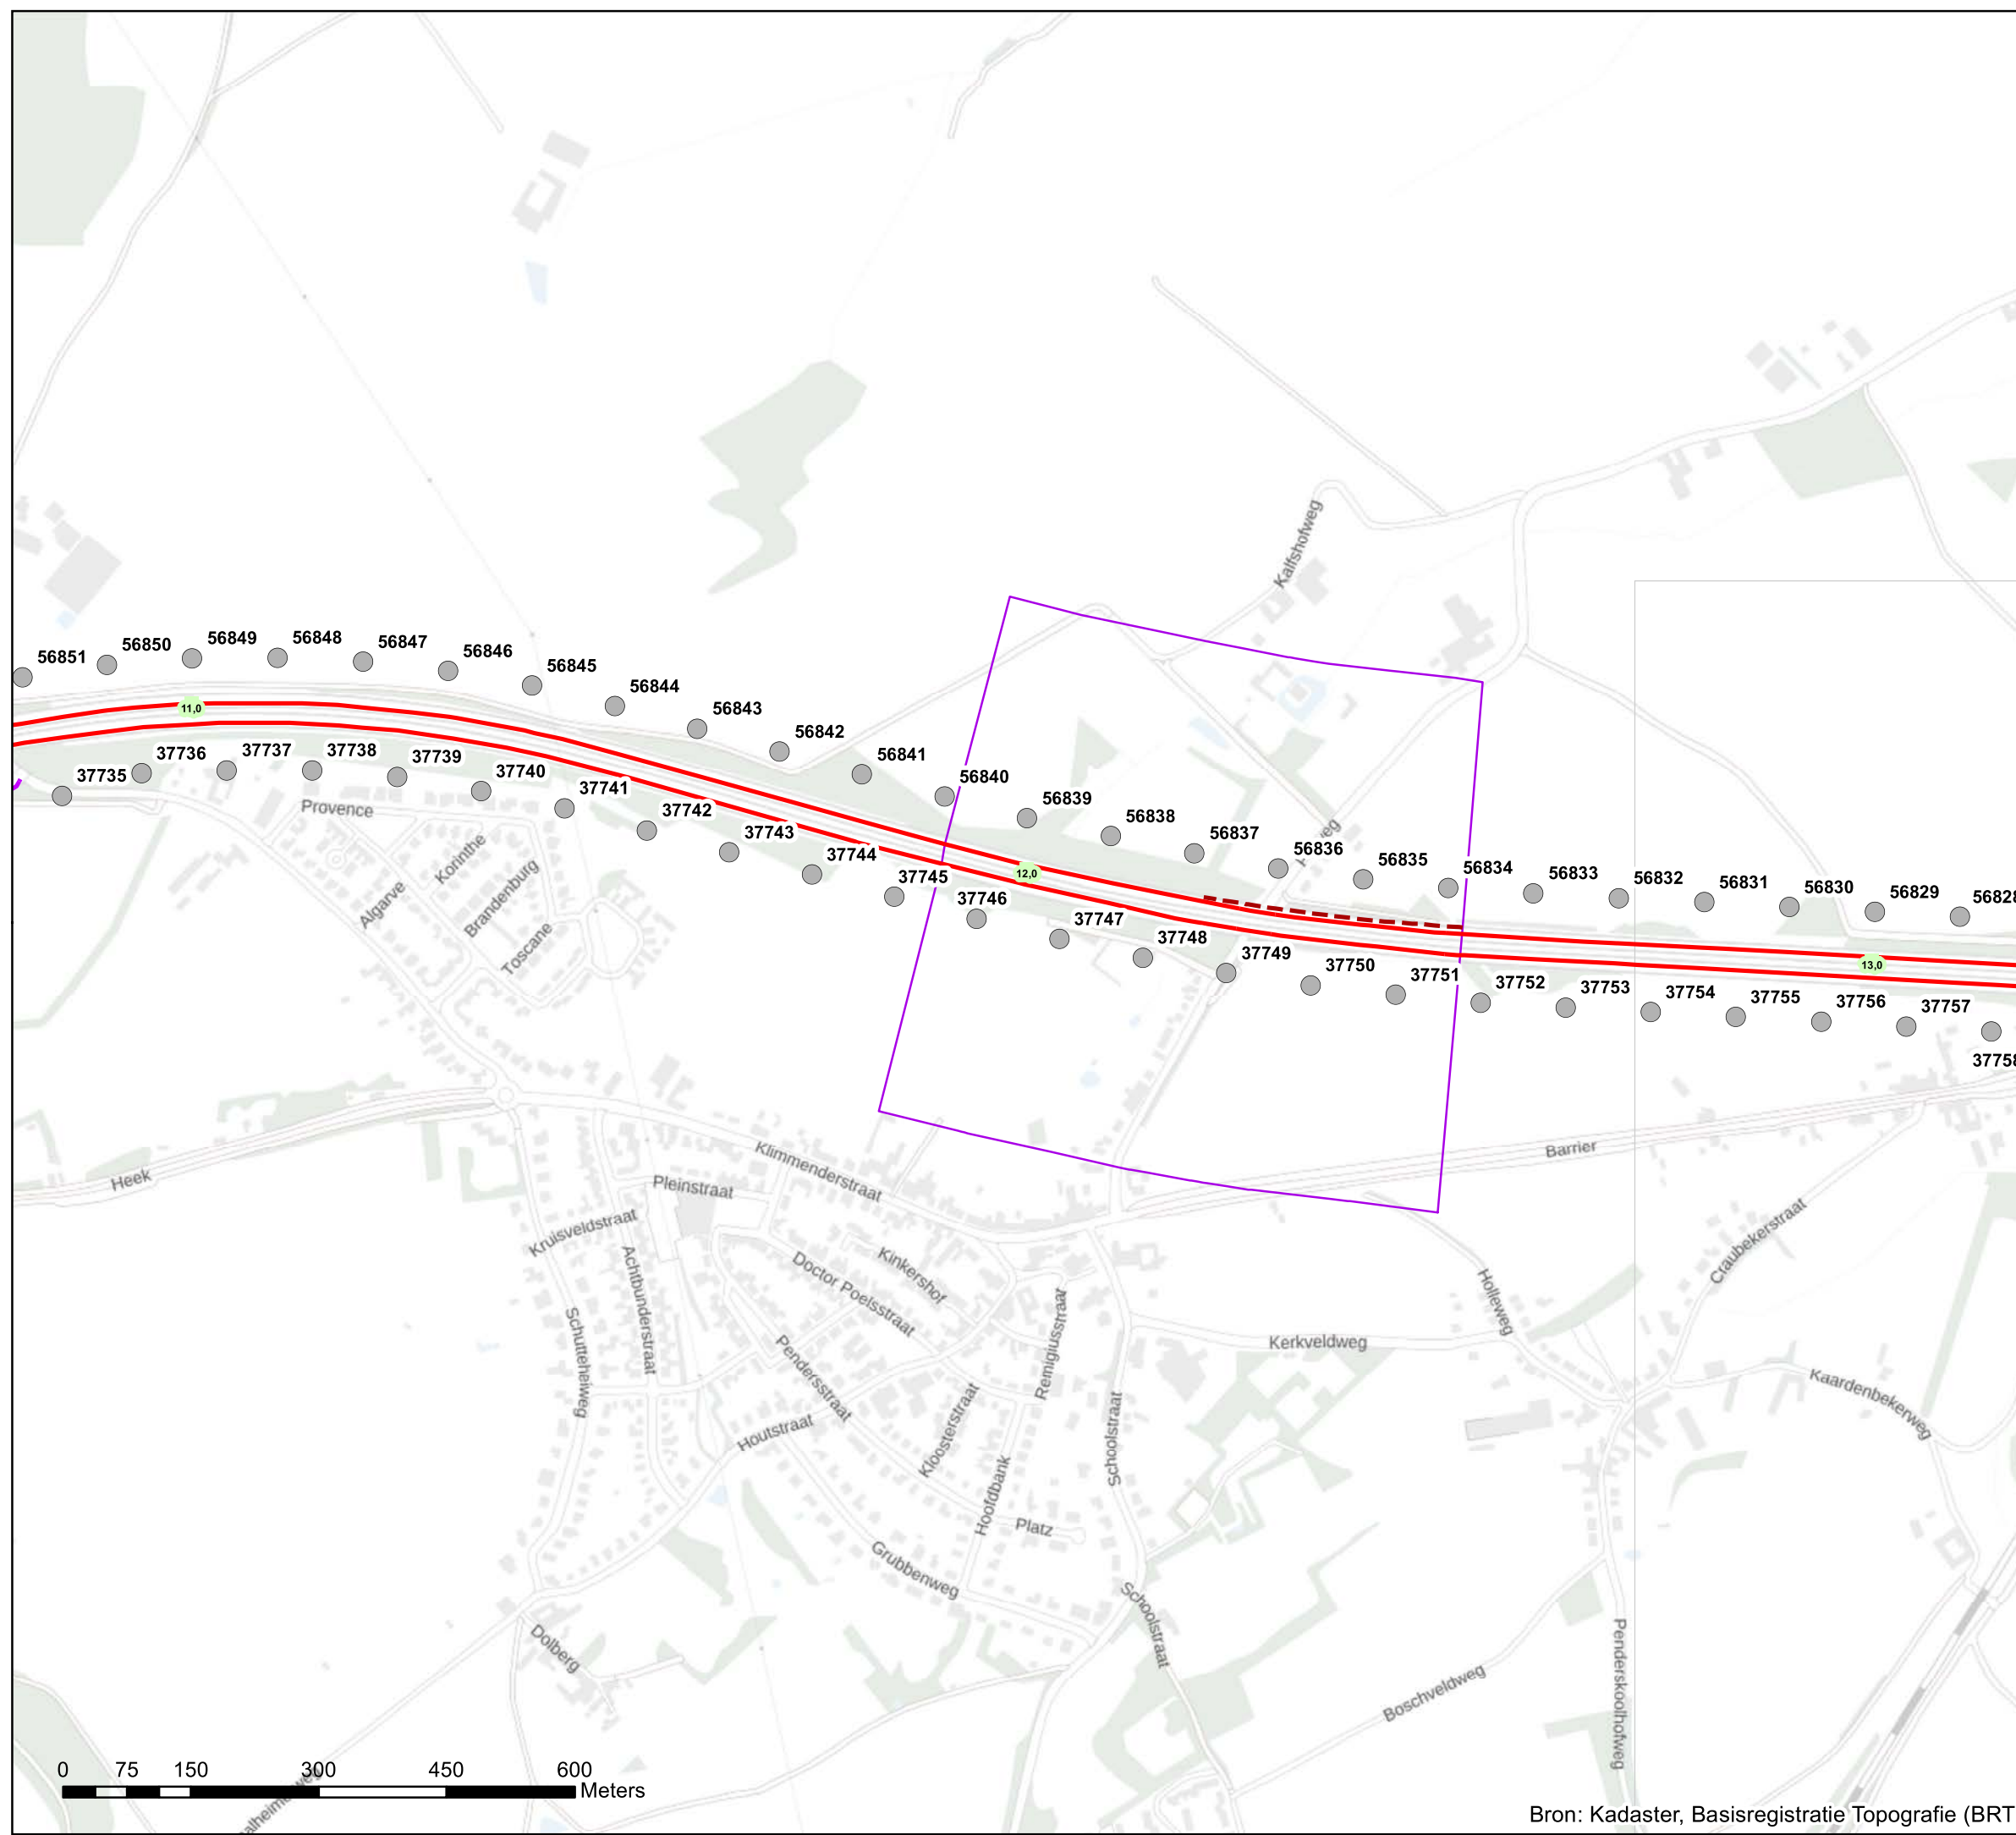 Kalfshofweg
56851
56850
56849
56848
56847
56846
56845
56844
56843
56842
56841
56840
56839
56838
56837
56836
56835
56834
56833
56832
56831
56830
56829
56828
11,0
12,0
13,0
37735
37736
37737
37738
37739
37740
37741
37742
37743
37744
37745
37746
37747
37748
37749
37750
37751
37752
37753
37754
37755
37756
37757
37758
Provence
Korinthe
Algarve
Brandenburg
Toscane
Heek
Klimmenderstraat
Pleinstraat
Barrier
Kruisveldstraat
Achtbunderstraat
Schutteheiweg
Kinkershof
Doctor Poelsstraat
Pendersstraat
Remigiusstraat
Holleweg
Craubekerstraat
Kerkveldweg
Kaardenbekerweg
Houtstraat
Kloosterstraat
Schoolstraat
Hoofdbank
Platz
Grubbenweg
Schoolstraat
Dolberg
Boschveldweg
Penderskoolhofweg
0 75 150 300 450 600
Meters
Bron: Kadaster, Basisregistratie Topografie (BRT